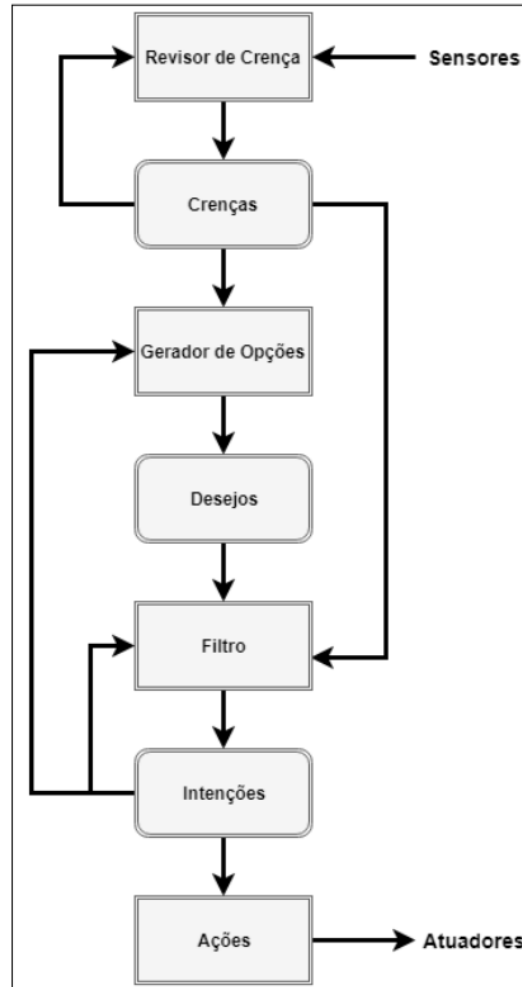 Revisor de Crença
Sensores
Crenças
Gerador de Opções
Desejos
Filtro
Intenções
Ações
Atuadores